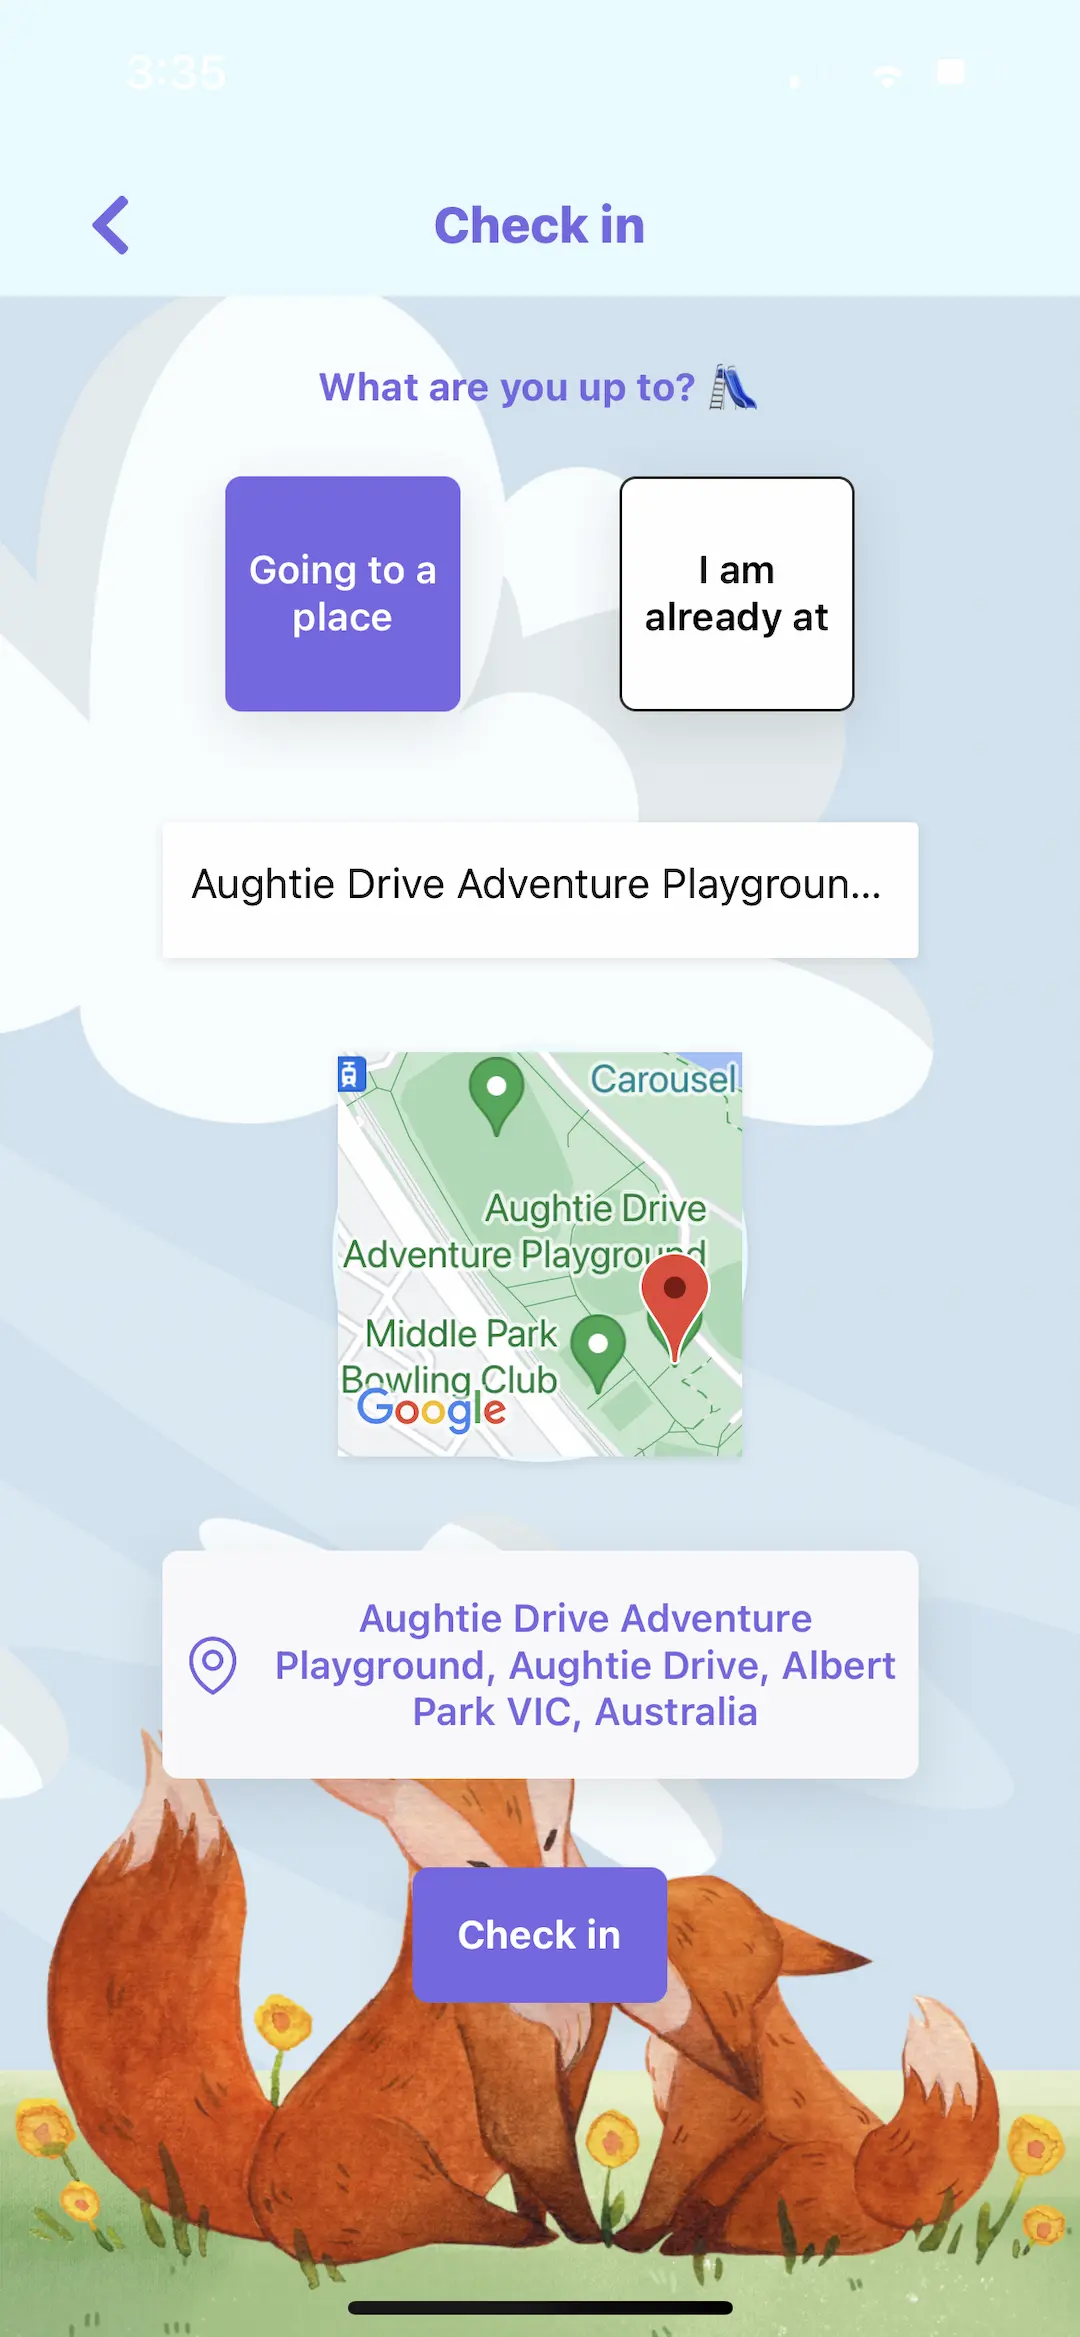 3:35
Check in
What are you up to?
Going to a
place
I am
already at
Aughtie Drive Adventure Playgroun...
Carousel
Aughtie Drive
Adventure Playground
Middle Park
Bowling Club
Google
Aughtie Drive Adventure
Playground, Aughtie Drive, Albert
Park VIC, Australia
Check in